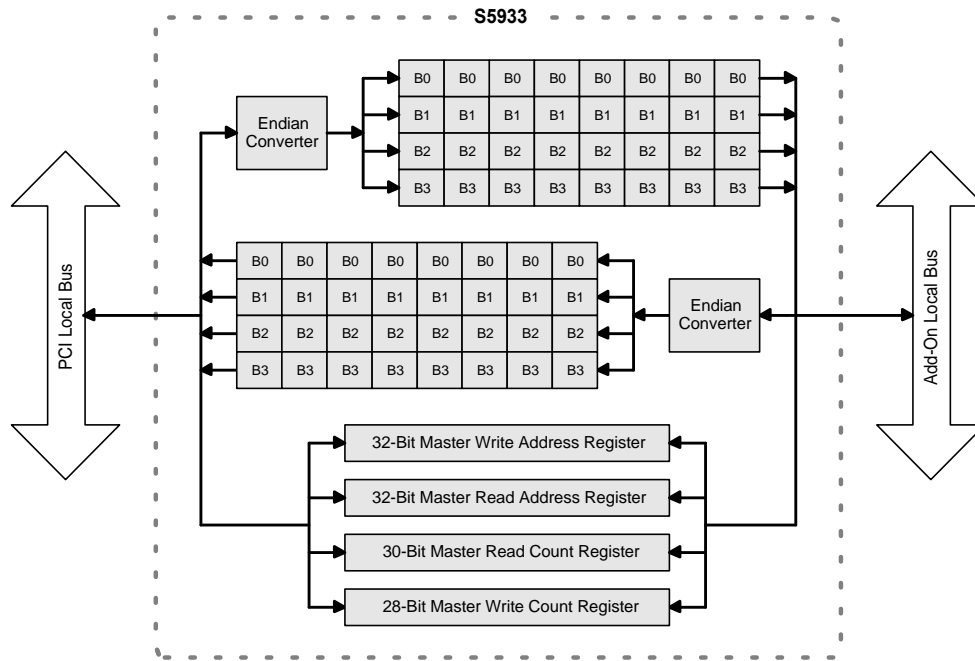 S5933
B0 B0 B0 B0 B0 B0 B0 B0
Endian
Converter
B1 B1 B1 B1 B1 B1 B1 B1
B2 B2 B2 B2 B2 B2 B2 B2
B3 B3 B3 B3 B3 B3 B3 B3
PCI Local Bus
B0 B0 B0 B0 B0 B0 B0 B0
B1 B1 B1 B1 B1 B1 B1 B1
B2 B2 B2 B2 B2 B2 B2 B2
B3 B3 B3 B3 B3 B3 B3 B3
Endian
Converter
Add-On Local Bus
32-Bit Master Write Address Register
32-Bit Master Read Address Register
30-Bit Master Read Count Register
28-Bit Master Write Count Register